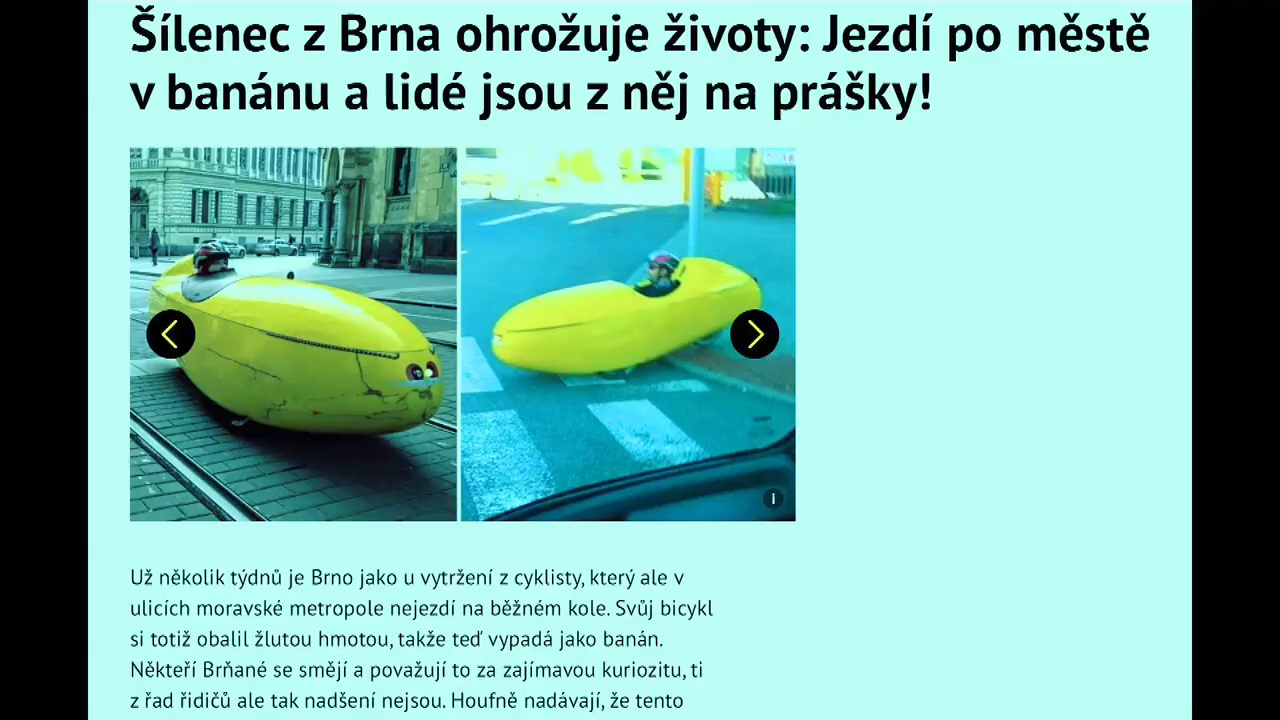 Šílenec z Brna ohrožuje životy: Jezdí po městě
v banánu a lidé jsou z něj na prášky!
i
Už několik týdnů je Brno jako u vytržení z cyklisty, který ale v
ulicích moravské metropole nejezdí na běžném kole. Svůj bicykl
si totiž obalil žlutou hmotou, takže teď vypadá jako banán.
Někteří Brňané se smějí a považují to za zajímavou kuriozitu, ti
z řad řidičů ale tak nadšení nejsou. Houfně nadávají, že tento